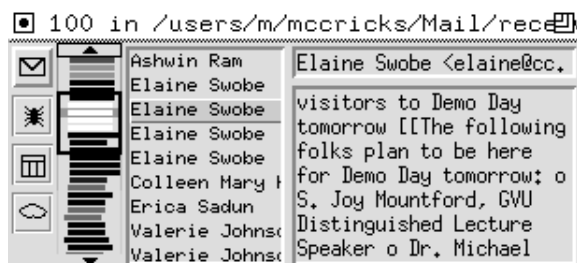 100 in /users/m/mccricks/Mail/rece
Ashwin Ram
Elaine Swobe
Elaine Swobe
Elaine Swobe
Elaine Swobe
Colleen Mary
Erica Sadun
Valerie Johnso
Valerie Johnso
Elaine Swobe <elaine@cc.
visitors to Demo Day
tomorrow [[The following
folks plan to be here
for Demo Day tomorrow: o
S. Joy Mountford, GVU
Distinguished Lecture
Speaker o Dr. Michael